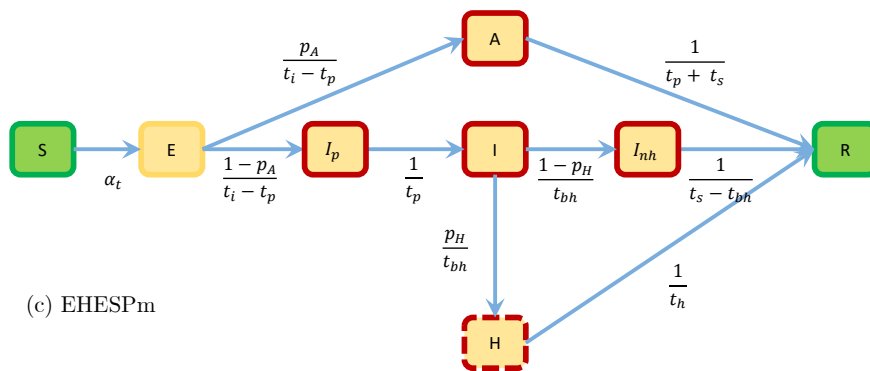 A
p_A / (t_i − t_p)
1 / (t_p + t_s)
S
E
I_p
I
I_nh
R
α_t
(1 − p_A) / (t_i − t_p)
1 / t_p
(1 − p_H) / t_bh
1 / (t_s − t_bh)
p_H / t_bh
1 / t_h
(c) EHESPm
H